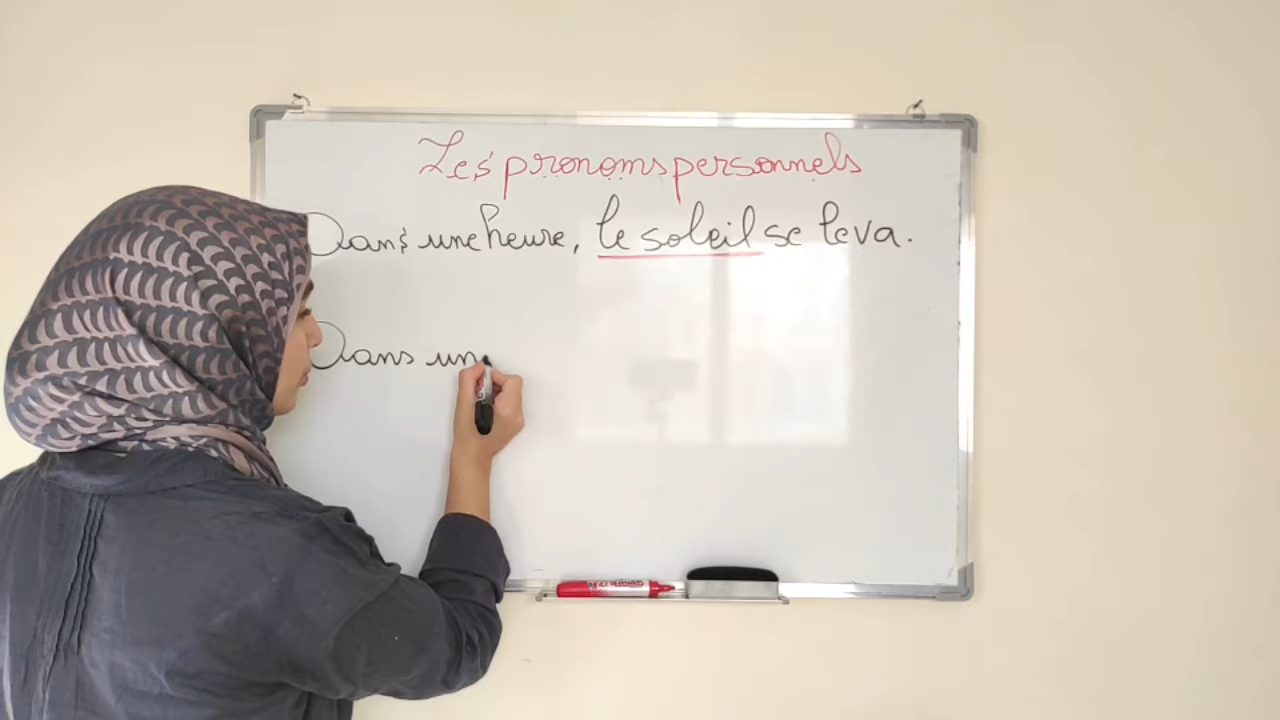 Les pronoms personnels
Dans une heure, le soleil se leva.
Dans un